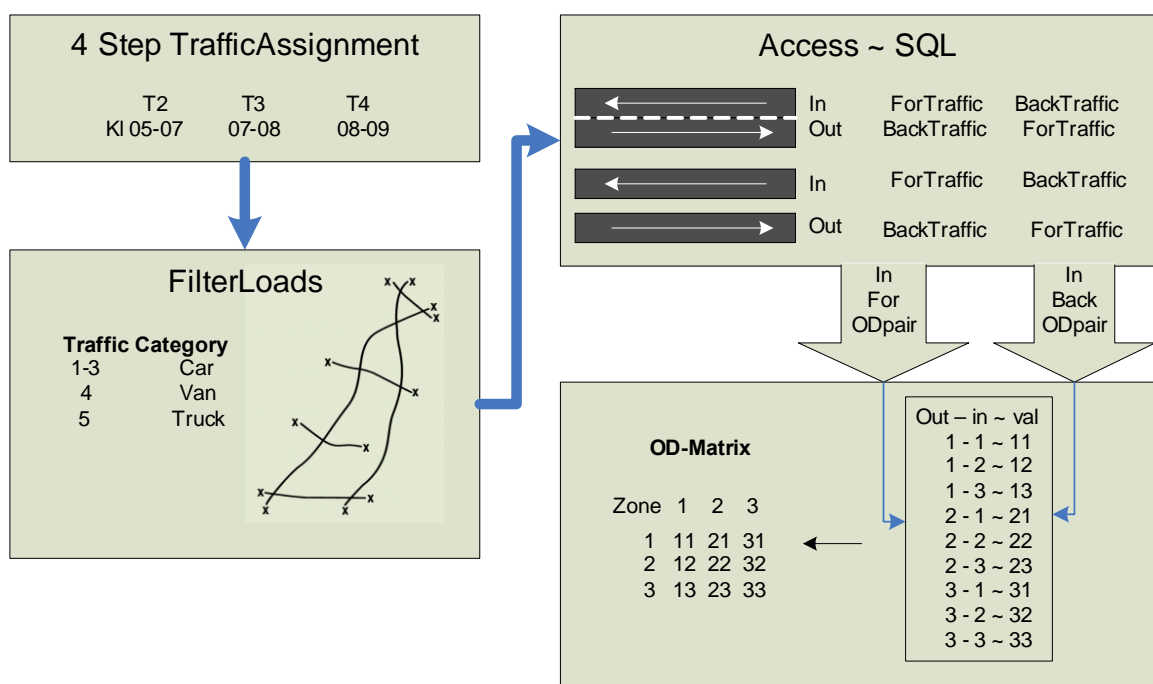 4 Step TrafficAssignment
T2 T3 T4
Kl 05-07 07-08 08-09
FilterLoads
Traffic Category
1-3 Car
4 Van
5 Truck
x x
x
x
x
x
x
x
x x
x x
Access ~ SQL
In ForTraffic BackTraffic
Out BackTraffic ForTraffic
In ForTraffic BackTraffic
Out BackTraffic ForTraffic
In
For
ODpair
In
Back
ODpair
OD-Matrix
Zone 1 2 3
1 11 21 31
2 12 22 32
3 13 23 33
Out – in ~ val
1 - 1 ~ 11
1 - 2 ~ 12
1 - 3 ~ 13
2 - 1 ~ 21
2 - 2 ~ 22
2 - 3 ~ 23
3 - 1 ~ 31
3 - 2 ~ 32
3 - 3 ~ 33